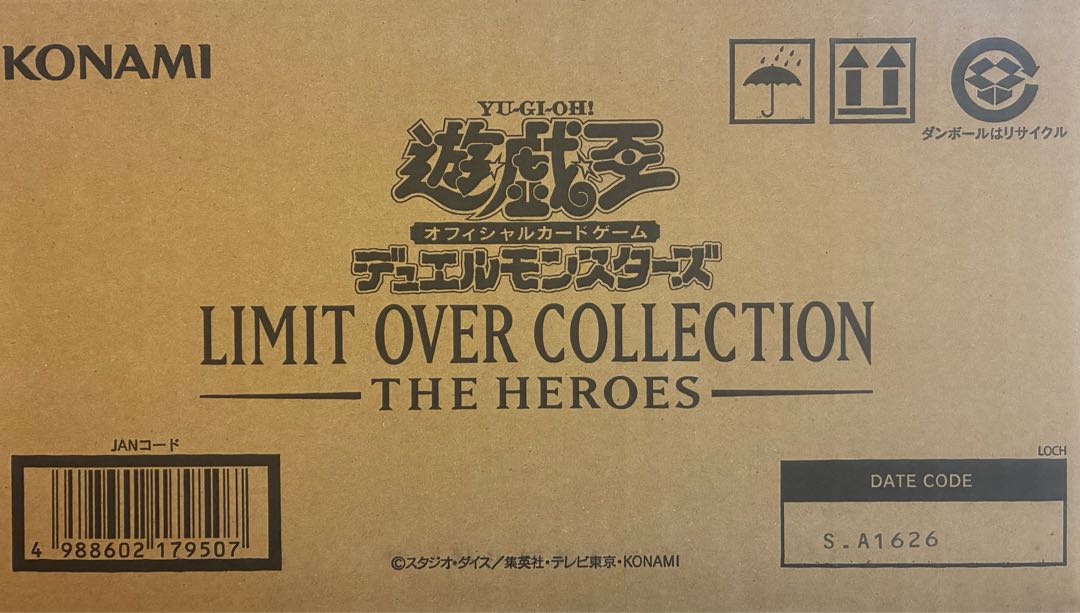 KONAMI
ダンボールはリサイクル
YU-GI-OH!
遊戯王
オフィシャルカードゲーム
デュエルモンスターズ
LIMIT OVER COLLECTION
THE HEROES
JANコード
4 988602 179507
LOCH
DATE CODE
S.A1626
©スタジオ・ダイス／集英社・テレビ東京・KONAMI